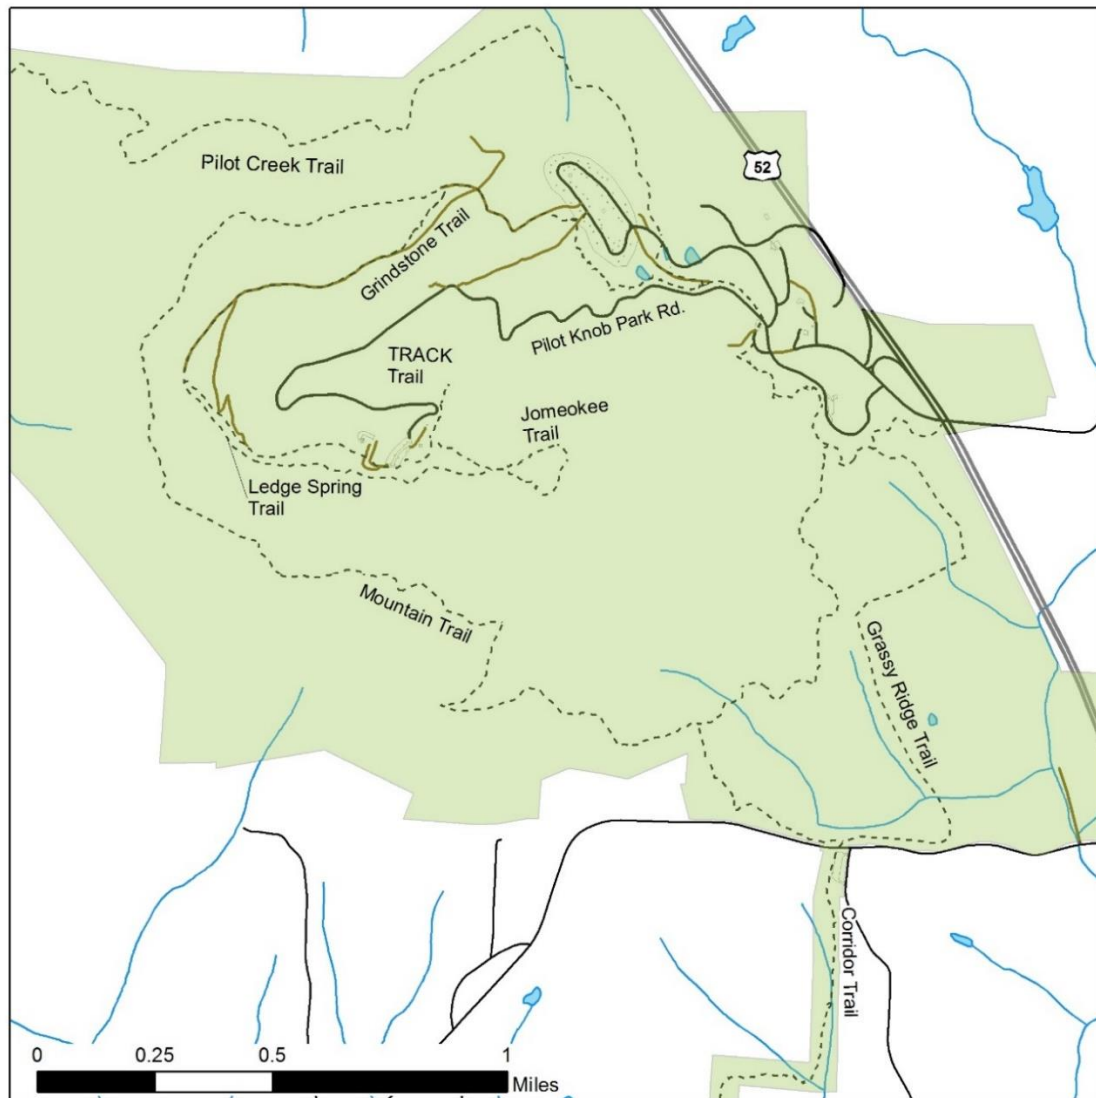 52
Pilot Creek Trail
Grindstone Trail
Pilot Knob Park Rd.
TRACK
Trail
Jomeokee
Trail
Ledge Spring
Trail
Mountain Trail
Grassy Ridge Trail
Corridor Trail
0 0.25 0.5 1
Miles